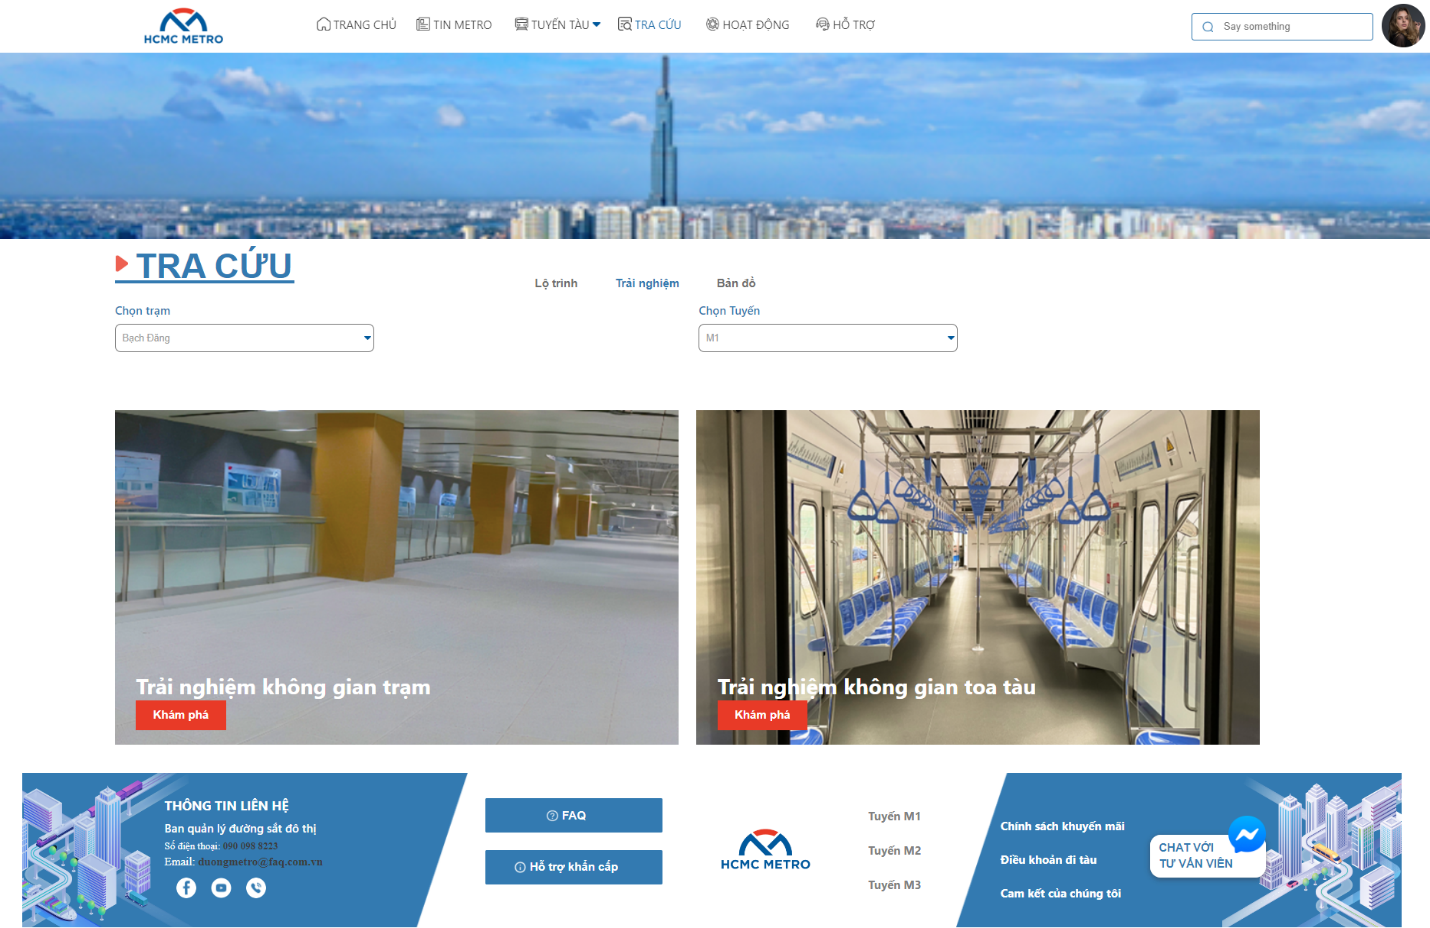 HCMC METRO
TRANG CHỦ
TIN METRO
TUYẾN TÀU
TRA CỨU
HOẠT ĐỘNG
HỖ TRỢ
Say something
TRA CỨU
Lộ trình
Trải nghiệm
Bản đồ
Chọn trạm
Chọn Tuyến
Bạch Đằng
M1
Trải nghiệm không gian trạm
Khám phá
Trải nghiệm không gian toa tàu
Khám phá
THÔNG TIN LIÊN HỆ
Ban quản lý đường sắt đô thị
Số điện thoại: 090 098 8223
Email: duongmetro@faq.com.vn
FAQ
Hỗ trợ khẩn cấp
HCMC METRO
Tuyến M1
Tuyến M2
Tuyến M3
Chính sách khuyến mãi
Điều khoản đi tàu
Cam kết của chúng tôi
CHAT VỚI
TƯ VẤN VIÊN